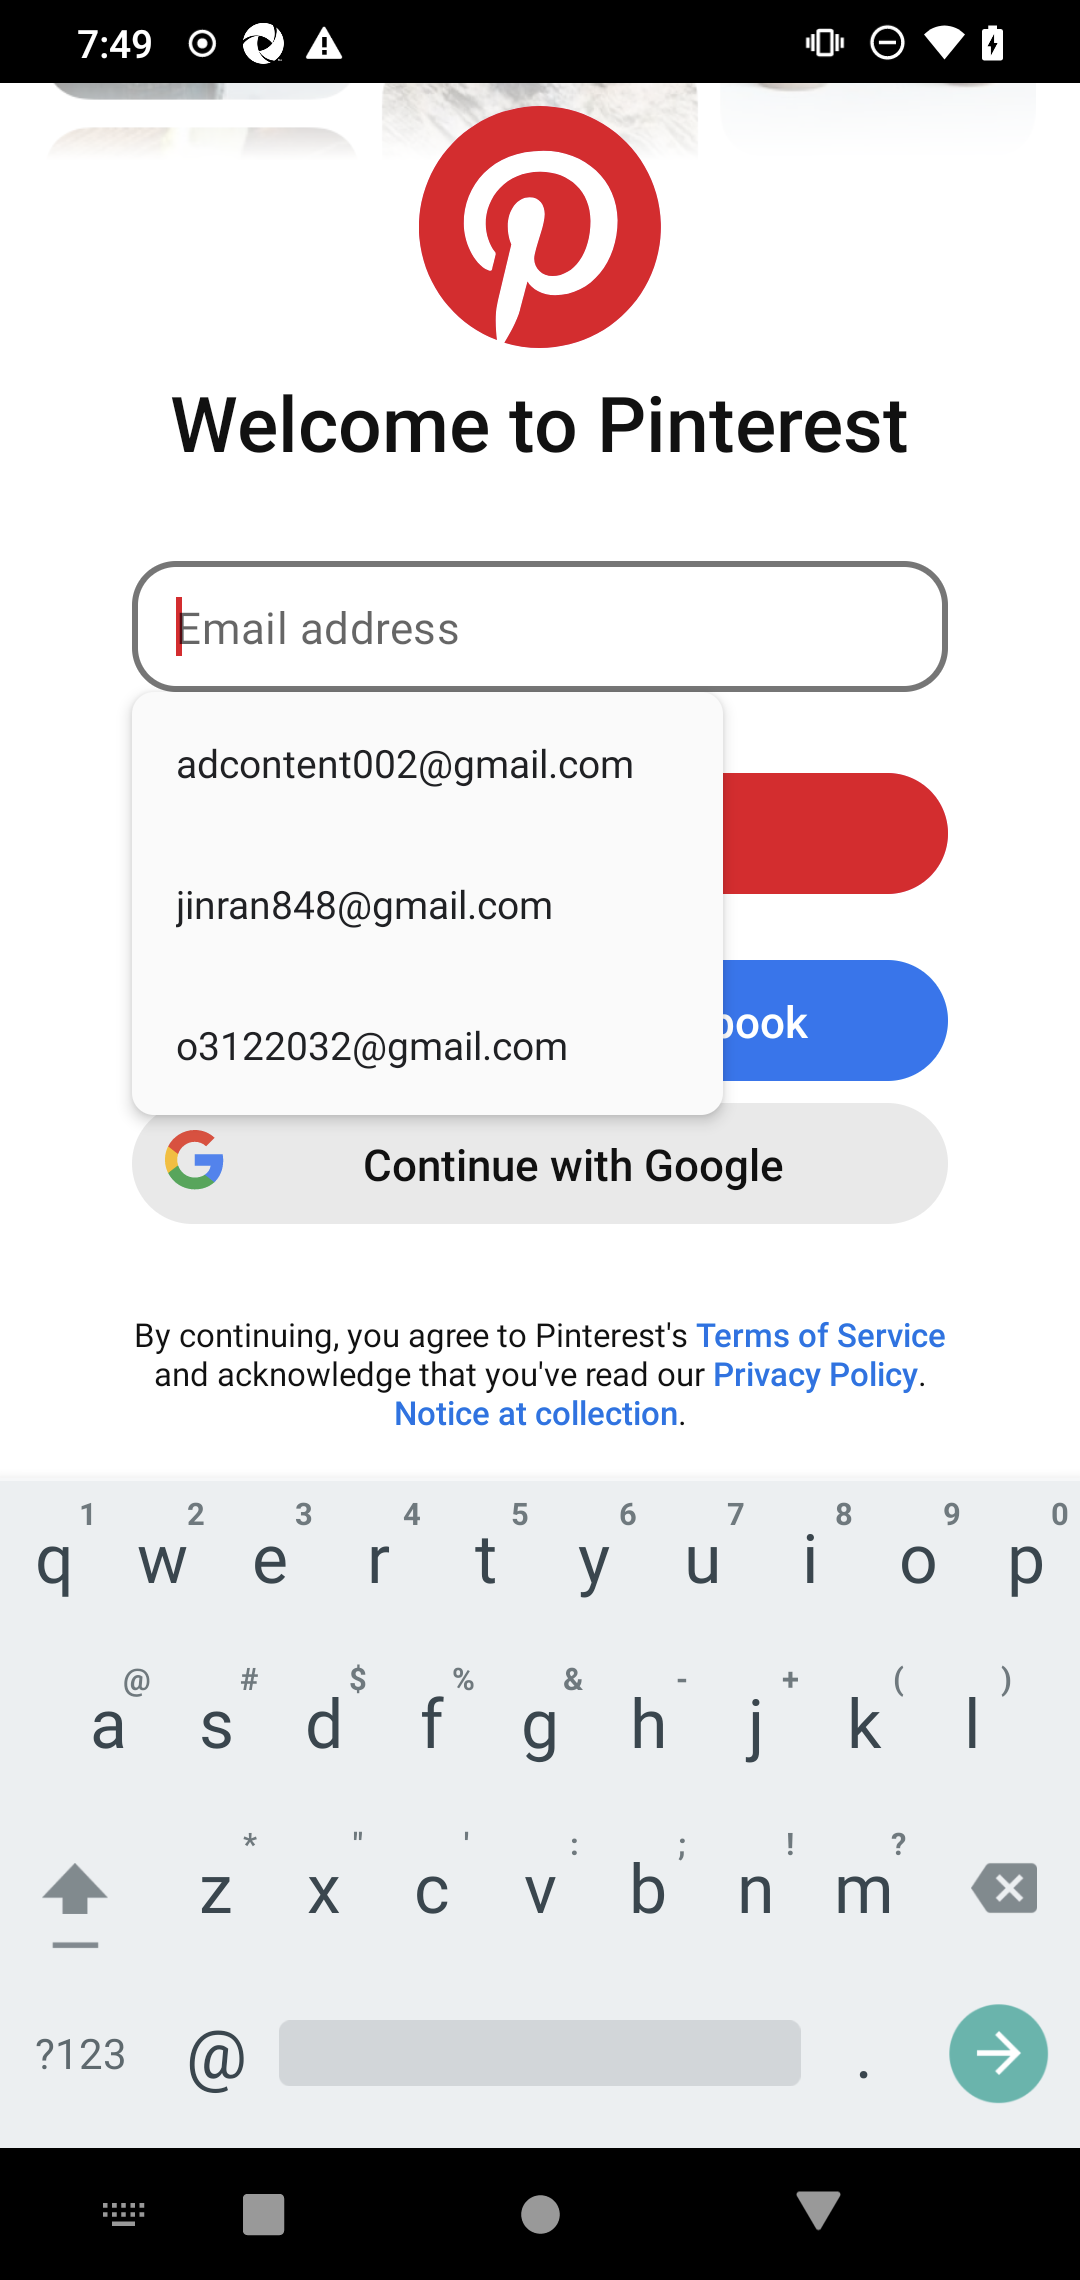 7:49
Welcome to Pinterest
Email address
adcontent002@gmail.com
jinran848@gmail.com
book
o3122032@gmail.com
Continue with Google
By continuing, you agree to Pinterest's Terms of Service
and acknowledge that you've read our Privacy Policy.
Notice at collection.
1 2 3 4 5 6 7 8 9 0
q w e r t y u i o p
@ # $ % & - + ( )
a s d f g h j k l
* " ' : ; ! ?
z x c v b n m
?123 @ .